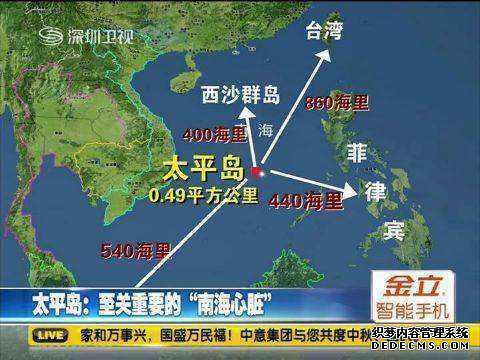 深圳卫视
台湾
西沙群岛
860海里
400海里
南 海
太平岛
0.49平方公里
菲
律
宾
440海里
540海里
太平岛：至关重要的“南海心脏”
金立
智能手机
LIVE
家和万事兴，国盛万民福！中意集团与您共度中秋
织梦内容管理系统
DEDECMS.COM